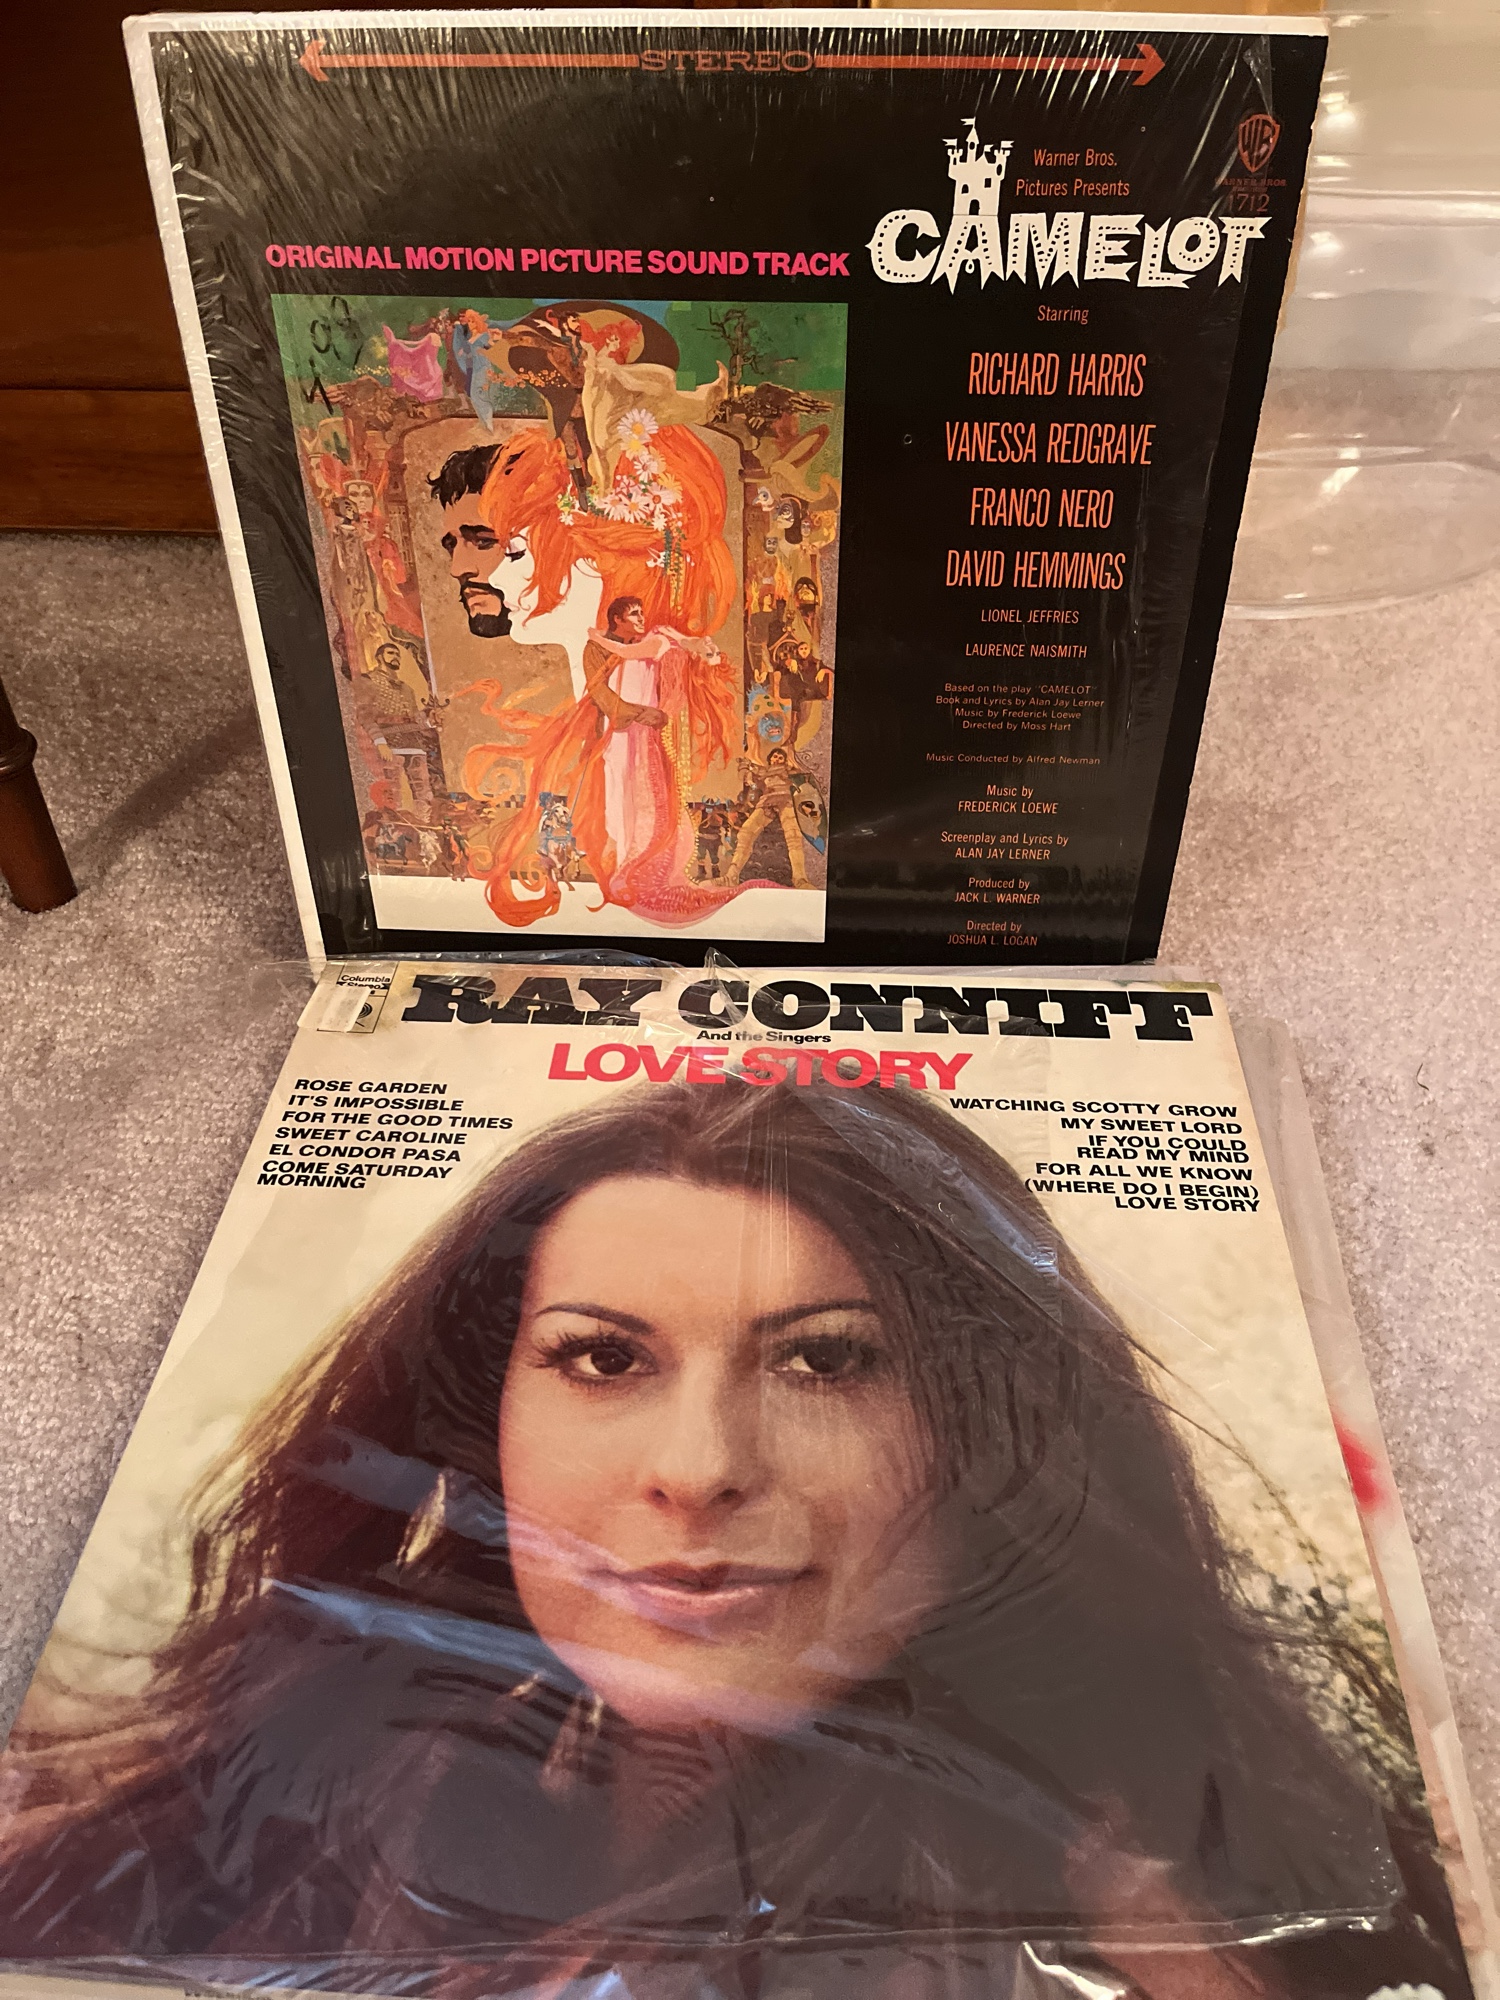 STEREO
Warner Bros.
Pictures Presents
WARNER BROS
1712
CAMELOT
ORIGINAL MOTION PICTURE SOUND TRACK
Starring
RICHARD HARRIS
VANESSA REDGRAVE
FRANCO NERO
DAVID HEMMINGS
LIONEL JEFFRIES
LAURENCE NAISMITH
Based on the play "CAMELOT"
Book and Lyrics by Alan Jay Lerner
Music by Frederick Loewe
Directed by Moss Hart
Music Conducted by Alfred Newman
Music by
FREDERICK LOEWE
Screenplay and Lyrics by
ALAN JAY LERNER
Produced by
JACK L. WARNER
Directed by
JOSHUA L. LOGAN
Columbia
Stereo
RAY CONNIFF
And the Singers
LOVE STORY
ROSE GARDEN
IT'S IMPOSSIBLE
FOR THE GOOD TIMES
SWEET CAROLINE
EL CONDOR PASA
COME SATURDAY
MORNING
WATCHING SCOTTY GROW
MY SWEET LORD
IF YOU COULD
READ MY MIND
FOR ALL WE KNOW
(WHERE DO I BEGIN)
LOVE STORY